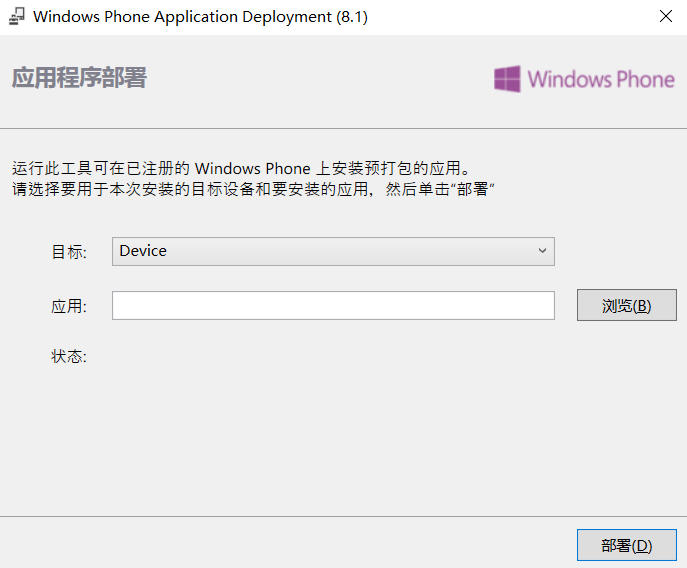 Windows Phone Application Deployment (8.1)
应用程序部署
Windows Phone
运行此工具可在已注册的 Windows Phone 上安装预打包的应用。
请选择要用于本次安装的目标设备和要安装的应用，然后单击“部署”
目标: Device
应用: 浏览(B)
状态:
部署(D)